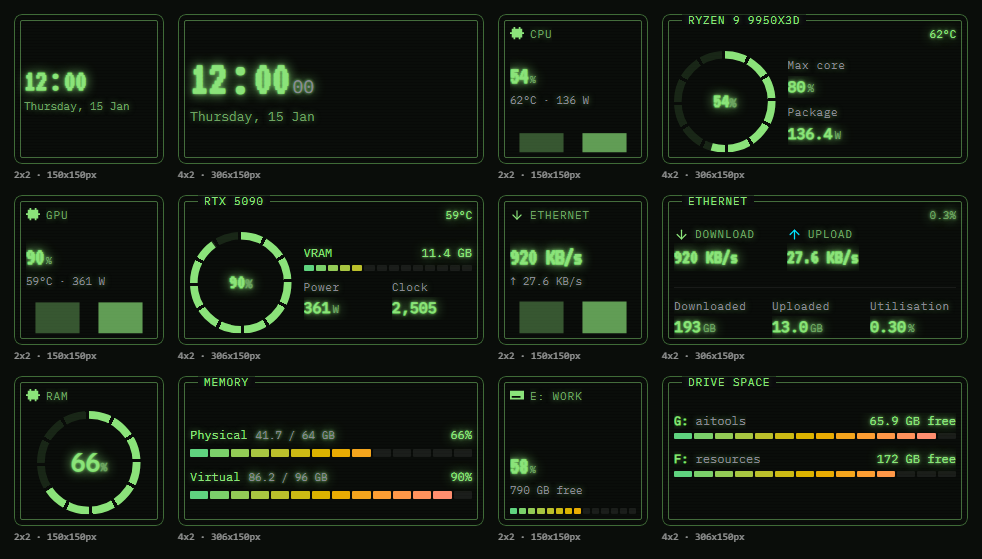 12:00
Thursday, 15 Jan
2x2 · 150x150px
12:00 00
Thursday, 15 Jan
4x2 · 306x150px
CPU
54%
62°C · 136 W
2x2 · 150x150px
RYZEN 9 9950X3D
62°C
54%
Max core
80%
Package
136.4W
4x2 · 306x150px
GPU
90%
59°C · 361 W
2x2 · 150x150px
RTX 5090
59°C
90%
VRAM 11.4 GB
Power Clock
361W 2,505
4x2 · 306x150px
↓ ETHERNET
920 KB/s
↑ 27.6 KB/s
2x2 · 150x150px
ETHERNET
0.3%
↓ DOWNLOAD ↑ UPLOAD
920 KB/s 27.6 KB/s
Downloaded Uploaded Utilisation
193GB 13.0GB 0.30%
4x2 · 306x150px
RAM
66%
2x2 · 150x150px
MEMORY
Physical 41.7 / 64 GB 66%
Virtual 86.2 / 96 GB 90%
4x2 · 306x150px
E: WORK
58%
790 GB free
2x2 · 150x150px
DRIVE SPACE
G: aitools 65.9 GB free
F: resources 172 GB free
4x2 · 306x150px